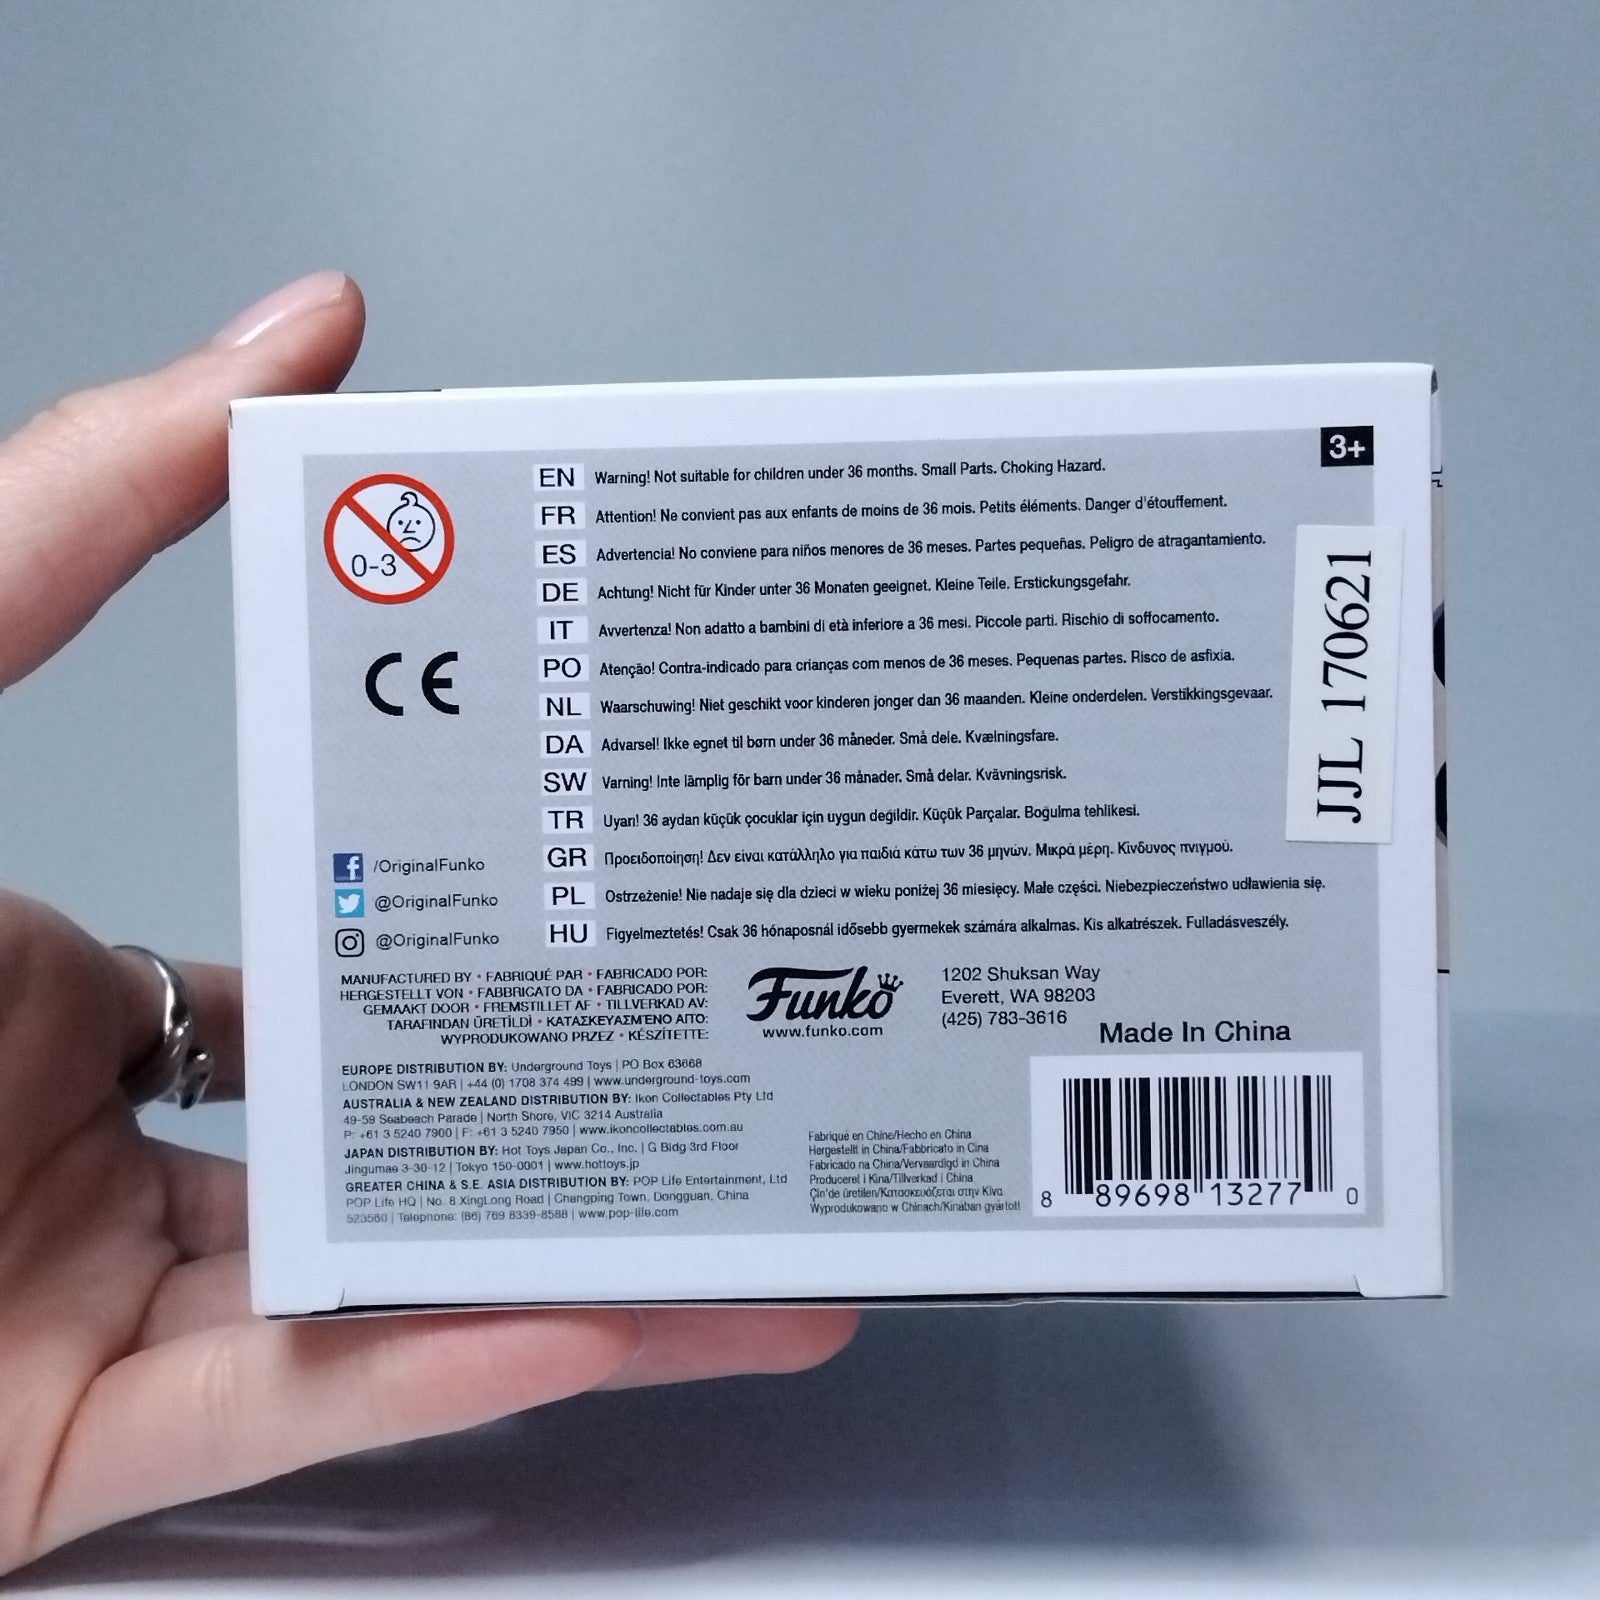 3+
0-3
EN Warning! Not suitable for children under 36 months. Small Parts. Choking Hazard.
FR Attention! Ne convient pas aux enfants de moins de 36 mois. Petits éléments. Danger d'étouffement.
ES Advertencia! No conviene para niños menores de 36 meses. Partes pequeñas. Peligro de atragantamiento.
DE Achtung! Nicht für Kinder unter 36 Monaten geeignet. Kleine Teile. Erstickungsgefahr.
IT Avvertenza! Non adatto a bambini di età inferiore a 36 mesi. Piccole parti. Rischio di soffocamento.
PO Atenção! Contra-indicado para crianças com menos de 36 meses. Pequenas partes. Risco de asfixia.
NL Waarschuwing! Niet geschikt voor kinderen jonger dan 36 maanden. Kleine onderdelen. Verstikkingsgevaar.
DA Advarsel! Ikke egnet til børn under 36 måneder. Små dele. Kvælningsfare.
SW Varning! Inte lämplig för barn under 36 månader. Små delar. Kvävningsrisk.
TR Uyarı! 36 aydan küçük çocuklar için uygun değildir. Küçük Parçalar. Boğulma tehlikesi.
GR Προειδοποίηση! Δεν είναι κατάλληλο για παιδιά κάτω των 36 μηνών. Μικρά μέρη. Κίνδυνος πνιγμού.
PL Ostrzeżenie! Nie nadaje się dla dzieci w wieku poniżej 36 miesięcy. Małe części. Niebezpieczeństwo udławienia się.
HU Figyelmeztetés! Csak 36 hónaposnál idősebb gyermekek számára alkalmas. Kis alkatrészek. Fulladásveszély.
JJL 170621
CE
/OriginalFunko
@OriginalFunko
@OriginalFunko
MANUFACTURED BY • FABRIQUÉ PAR • FABRICADO POR:
HERGESTELLT VON • FABBRICATO DA • FABRICADO POR:
GEMAAKT DOOR • FREMSTILLET AF • TILLVERKAD AV:
TARAFINDAN ÜRETİLDİ • ΚΑΤΑΣΚΕΥΑΣΜΈΝΟ ΑΠΌ:
WYPRODUKOWANO PRZEZ • KÉSZÍTETTE:
Funko
www.funko.com
1202 Shuksan Way
Everett, WA 98203
(425) 783-3616
Made In China
EUROPE DISTRIBUTION BY: Underground Toys | PO Box 63668
LONDON SW11 9AR | +44 (0) 1708 374 499 | www.underground-toys.com
AUSTRALIA & NEW ZEALAND DISTRIBUTION BY: Ikon Collectables Pty Ltd
49-59 Seabeach Parade | North Shore, VIC 3214 Australia
P: +61 3 5240 7900 | F: +61 3 5240 7950 | www.ikoncollectables.com.au
JAPAN DISTRIBUTION BY: Hot Toys Japan Co., Inc. | G Bldg 3rd Floor
Jingumae 3-30-12 | Tokyo 150-0001 | www.hottoys.jp
GREATER CHINA & S.E. ASIA DISTRIBUTION BY: POP Life Entertainment, Ltd
POP Life HQ | No. 8 XingLong Road | Changping Town, Dongguan, China
523560 | Telephone: (86) 769 8339-8588 | www.pop-life.com
Fabriqué en Chine/Hecho en China
Hergestellt in China/Fabbricato in Cina
Fabricado na China/Vervaardigd in China
Produceret i Kina/Tillverkad i China
Çin'de üretilen/Κατασκευάζεται στην Κίνα
Wyprodukowano w Chinach/Kínában gyártott
8 89698 13277 0